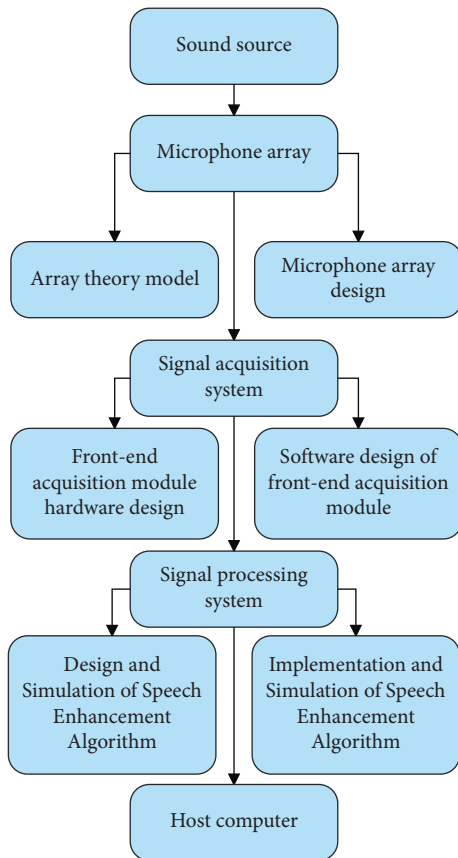 Sound source
Microphone array
Array theory model
Microphone array
design
Signal acquisition
system
Front-end
acquisition module
hardware design
Software design of
front-end acquisition
module
Signal processing
system
Design and
Simulation of Speech
Enhancement
Algorithm
Implementation and
Simulation of Speech
Enhancement
Algorithm
Host computer